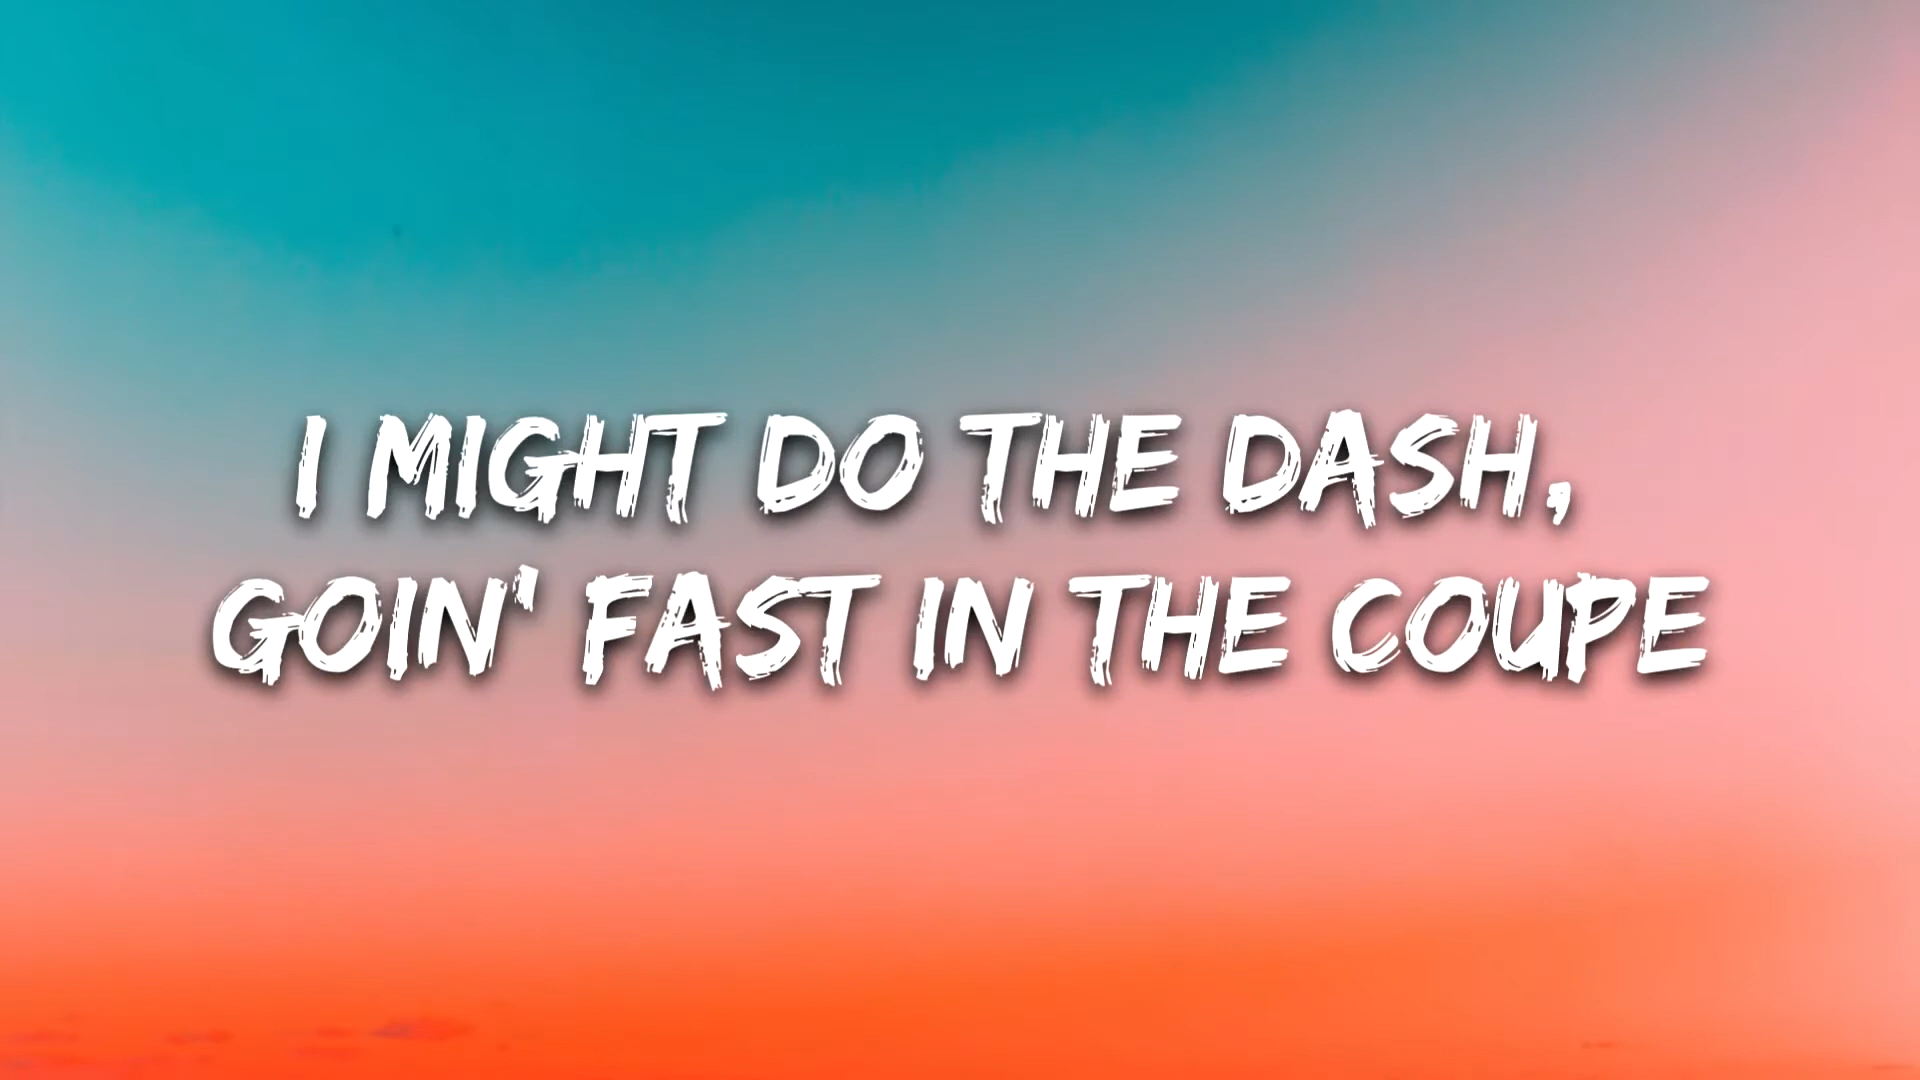 I MIGHT DO THE DASH,
GOIN' FAST IN THE COUPE